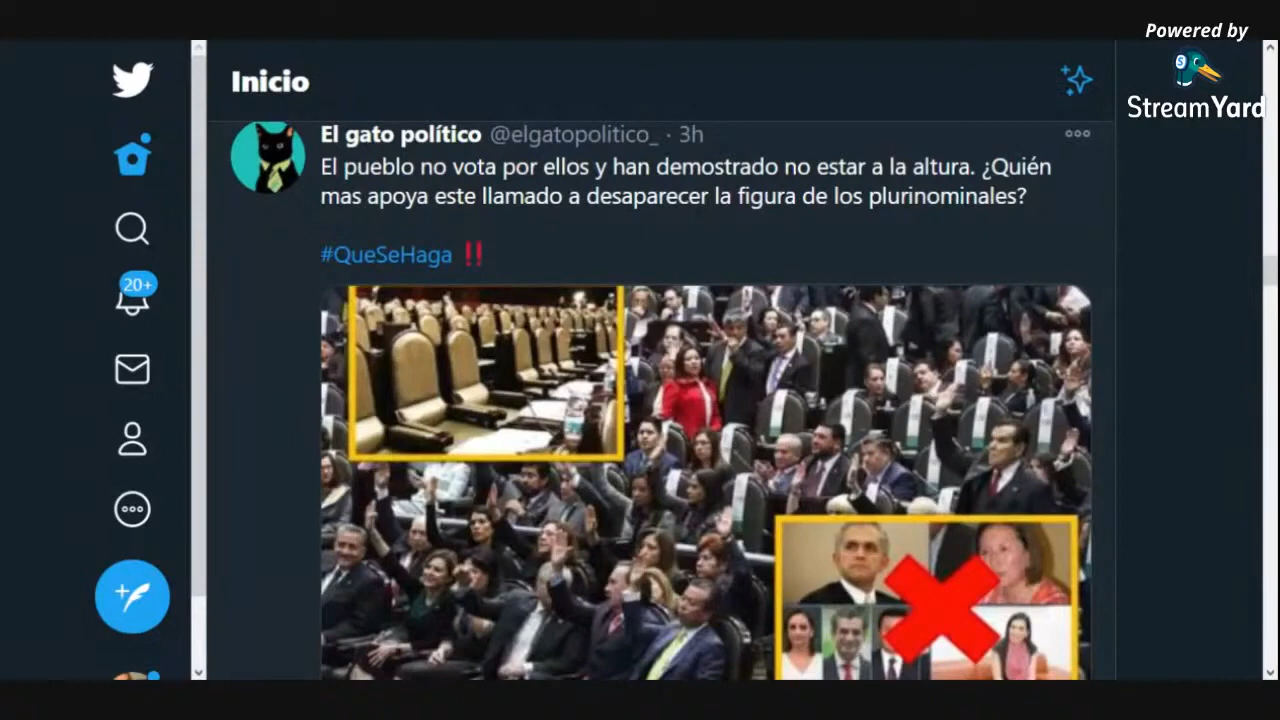 Powered by
StreamYard
Inicio
El gato político @elgatopolitico_ · 3h
El pueblo no vota por ellos y han demostrado no estar a la altura. ¿Quién
mas apoya este llamado a desaparecer la figura de los plurinominales?
#QueSeHaga ‼
20+